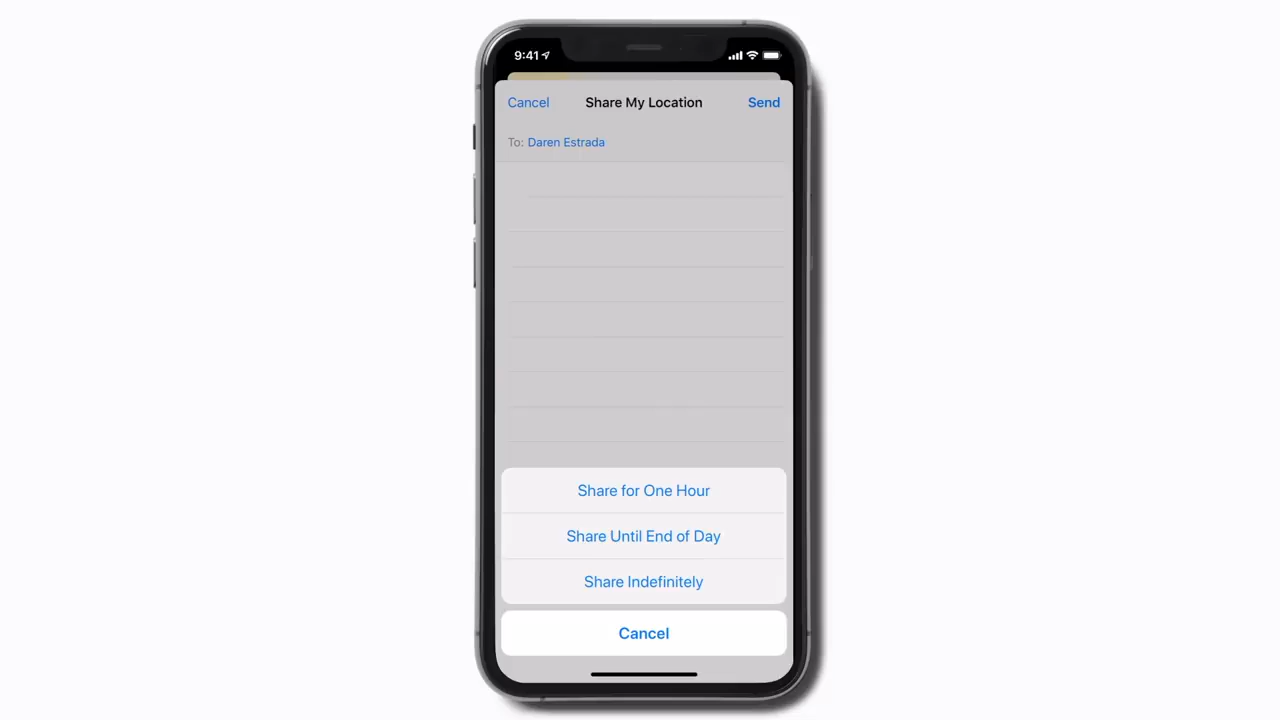 9:41
Cancel Share My Location Send
To: Daren Estrada
Share for One Hour
Share Until End of Day
Share Indefinitely
Cancel